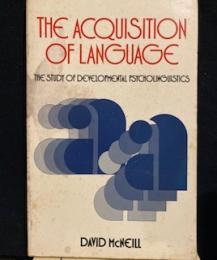 THE ACQUISITION
OF LANGUAGE
THE STUDY OF DEVELOPMENTAL PSYCHOLINGUISTICS
DAVID McNEILL